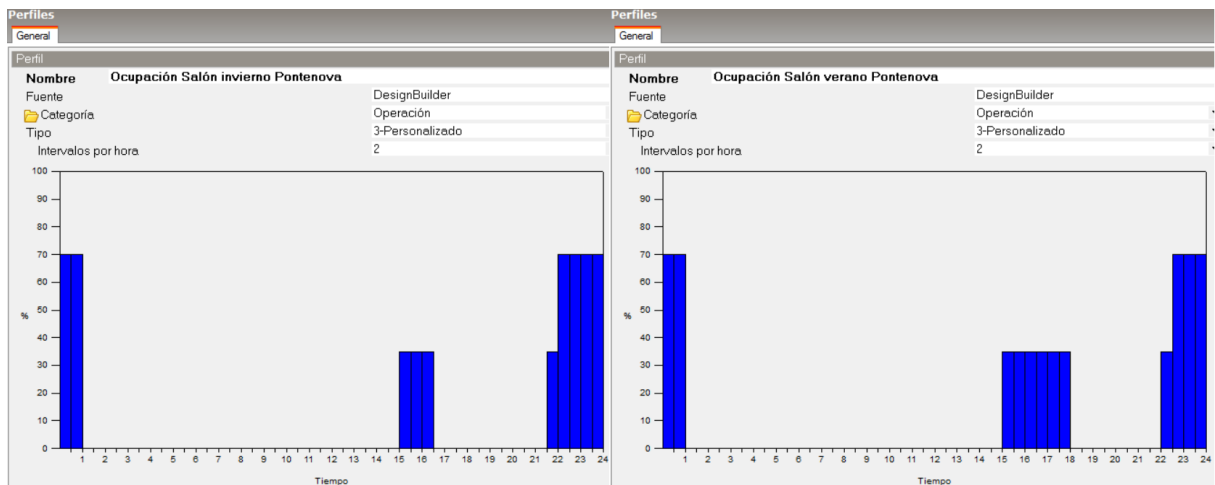 Perfiles
General
Perfil
Nombre Ocupación Salón invierno Pontenova
Fuente DesignBuilder
Categoría Operación
Tipo 3-Personalizado
Intervalos por hora 2
100
90
80
70
60
% 50
40
30
20
10
0
1 2 3 4 5 6 7 8 9 10 11 12 13 14 15 16 17 18 19 20 21 22 23 24
Tiempo
Perfiles
General
Perfil
Nombre Ocupación Salón verano Pontenova
Fuente DesignBuilder
Categoría Operación
Tipo 3-Personalizado
Intervalos por hora 2
100
90
80
70
60
% 50
40
30
20
10
0
1 2 3 4 5 6 7 8 9 10 11 12 13 14 15 16 17 18 19 20 21 22 23 24
Tiempo